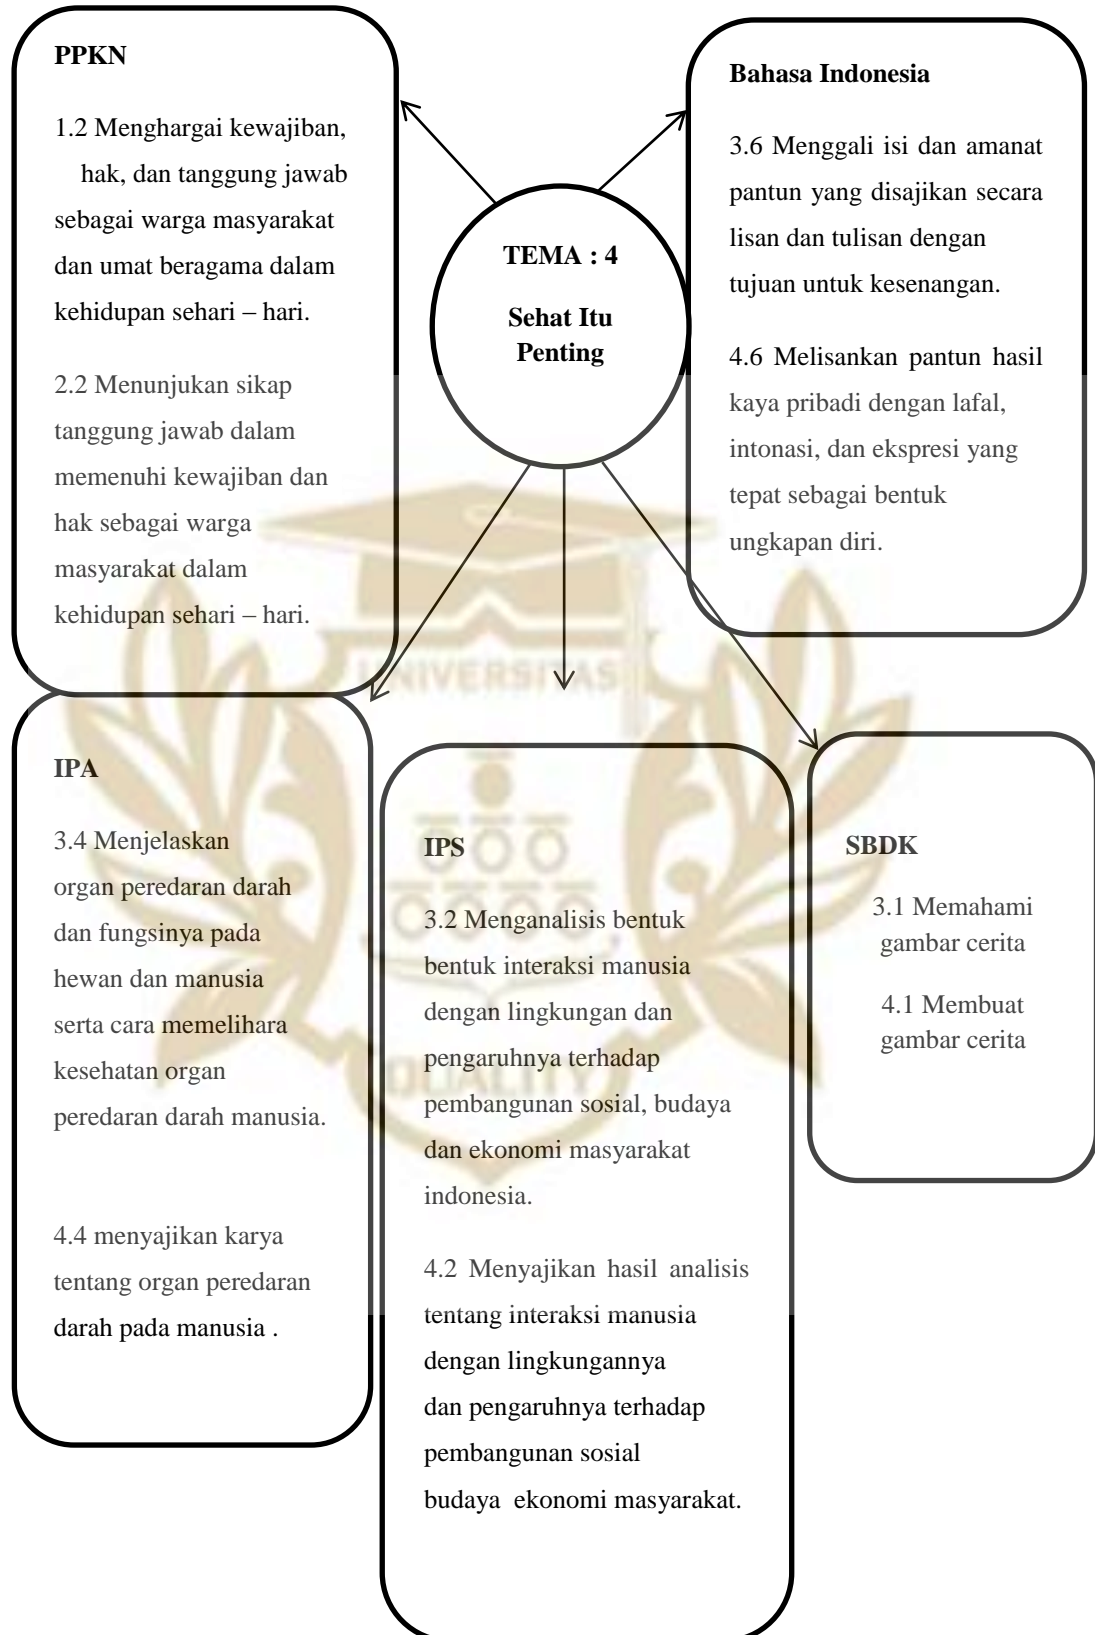 PPKN
1.2 Menghargai kewajiban,
hak, dan tanggung jawab
sebagai warga masyarakat
dan umat beragama dalam
kehidupan sehari – hari.
2.2 Menunjukan sikap
tanggung jawab dalam
memenuhi kewajiban dan
hak sebagai warga
masyarakat dalam
kehidupan sehari – hari.
Bahasa Indonesia
3.6 Menggali isi dan amanat
pantun yang disajikan secara
lisan dan tulisan dengan
tujuan untuk kesenangan.
4.6 Melisankan pantun hasil
kaya pribadi dengan lafal,
intonasi, dan ekspresi yang
tepat sebagai bentuk
ungkapan diri.
TEMA : 4
Sehat Itu
Penting
UNIVERSITAS
QUALITY
IPA
3.4 Menjelaskan
organ peredaran darah
dan fungsinya pada
hewan dan manusia
serta cara memelihara
kesehatan organ
peredaran darah manusia.
4.4 menyajikan karya
tentang organ peredaran
darah pada manusia .
IPS
3.2 Menganalisis bentuk
bentuk interaksi manusia
dengan lingkungan dan
pengaruhnya terhadap
pembangunan sosial, budaya
dan ekonomi masyarakat
indonesia.
4.2 Menyajikan hasil analisis
tentang interaksi manusia
dengan lingkungannya
dan pengaruhnya terhadap
pembangunan sosial
budaya ekonomi masyarakat.
SBDK
3.1 Memahami
gambar cerita
4.1 Membuat
gambar cerita